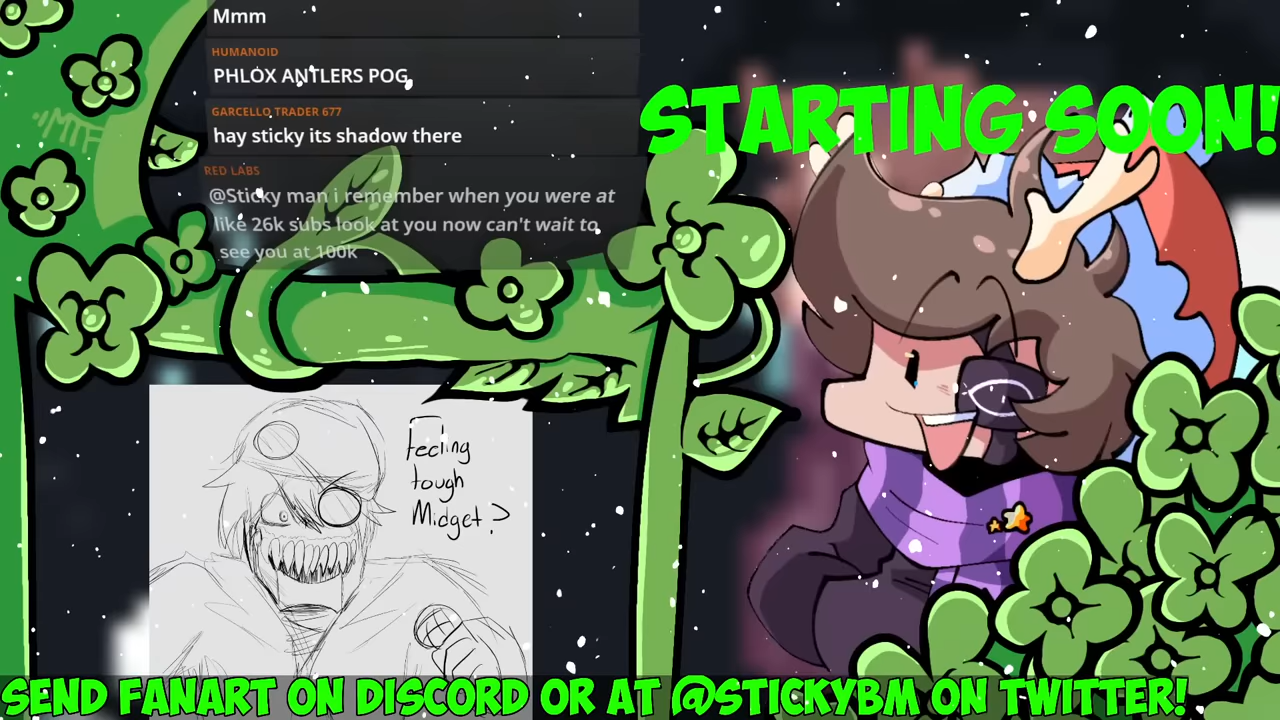 Mmm
HUMANOID
PHLOX ANTLERS POG
GARCELLO TRADER 677
hay sticky its shadow there
RED LABS
@Sticky man i remember when you were at
like 26k subs look at you now can't wait to
see you at 100k
STARTING SOON!
Feeling
tough
Midget?
SEND FANART ON DISCORD OR AT @STICKYBM ON TWITTER!